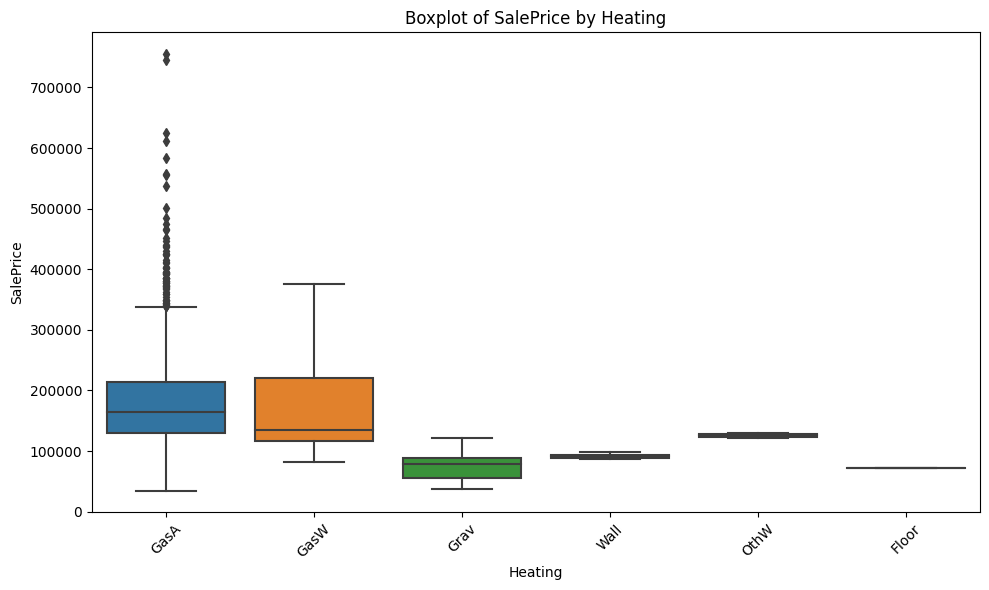 Boxplot of SalePrice by Heating
SalePrice
700000
600000
500000
400000
300000
200000
100000
0
GasA
GasW
Grav
Wall
OthW
Floor
Heating